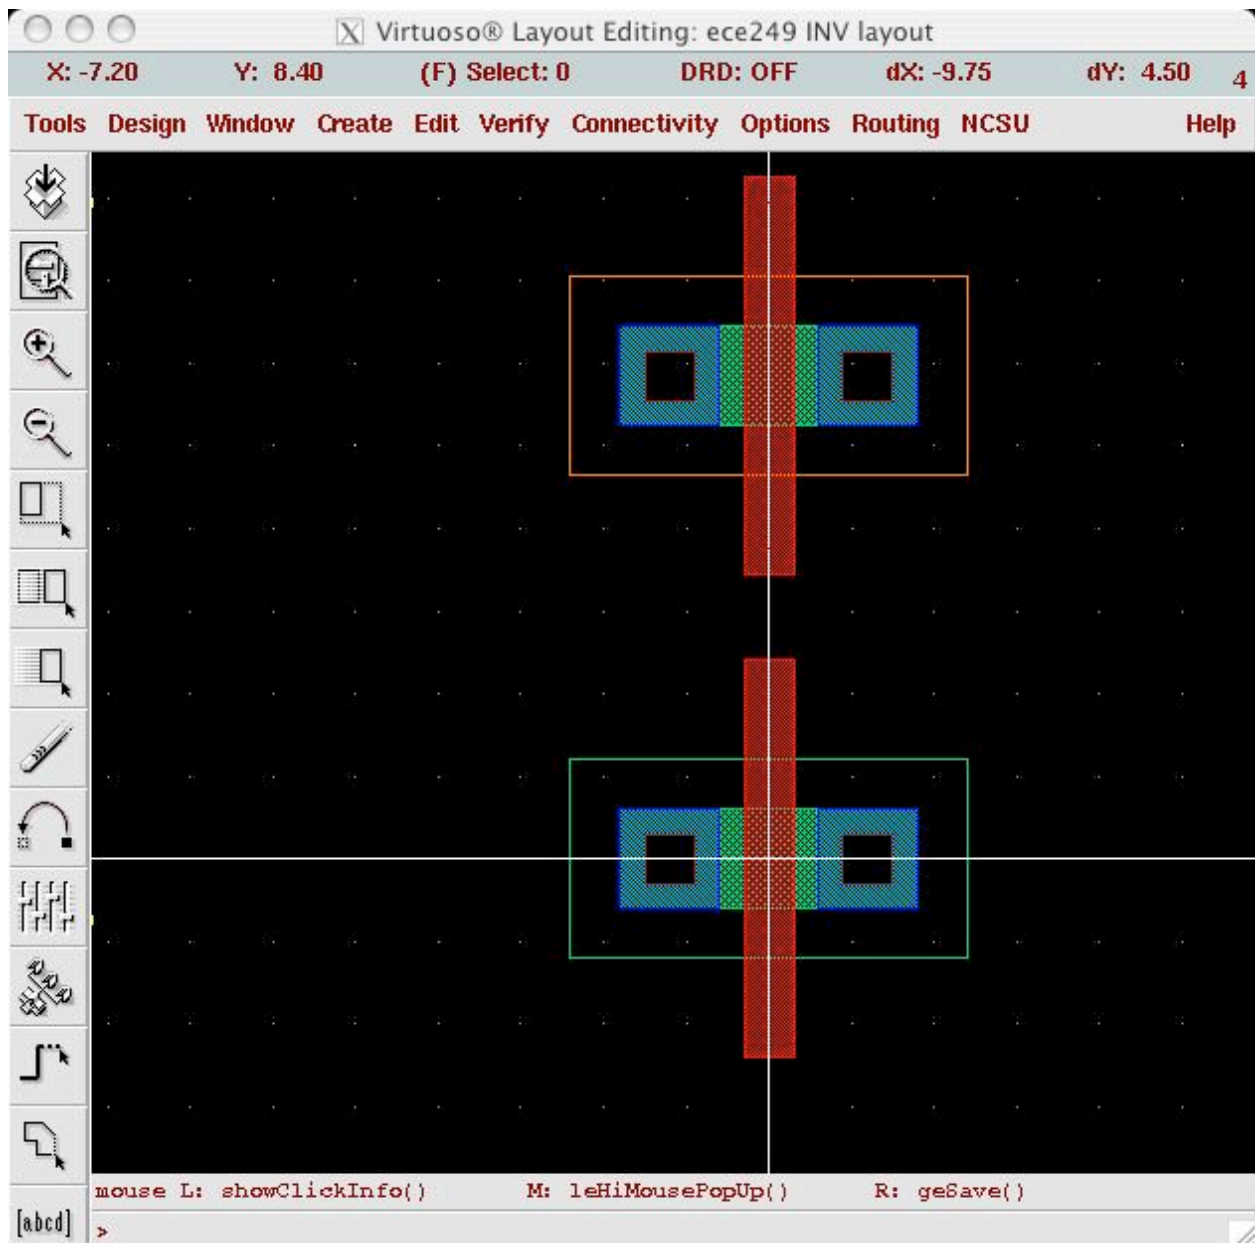 X Virtuoso® Layout Editing: ece249 INV layout
X: -7.20 Y: 8.40 (F) Select: 0 DRD: OFF dX: -9.75 dY: 4.50 4
Tools Design Window Create Edit Verify Connectivity Options Routing NCSU Help
mouse L: showClickInfo() M: leHiMousePopUp() R: geSave()
[abcd] >